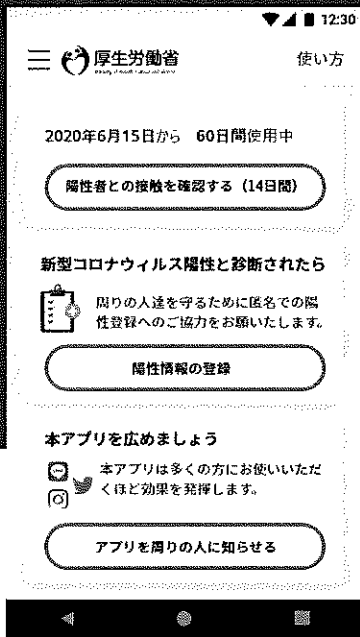 12:30
厚生労働省
使い方
2020年6月15日から 60日間使用中
陽性者との接触を確認する（14日間）
新型コロナウィルス陽性と診断されたら
周りの人達を守るために匿名での陽
性登録へのご協力をお願いたします。
陽性情報の登録
本アプリを広めましょう
本アプリは多くの方にお使いいただ
くほど効果を発揮します。
アプリを周りの人に知らせる